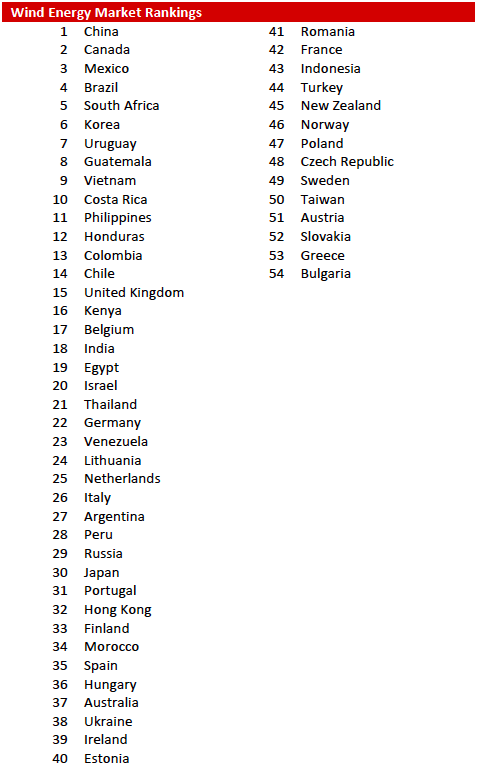 Wind Energy Market Rankings
1 China
2 Canada
3 Mexico
4 Brazil
5 South Africa
6 Korea
7 Uruguay
8 Guatemala
9 Vietnam
10 Costa Rica
11 Philippines
12 Honduras
13 Colombia
14 Chile
15 United Kingdom
16 Kenya
17 Belgium
18 India
19 Egypt
20 Israel
21 Thailand
22 Germany
23 Venezuela
24 Lithuania
25 Netherlands
26 Italy
27 Argentina
28 Peru
29 Russia
30 Japan
31 Portugal
32 Hong Kong
33 Finland
34 Morocco
35 Spain
36 Hungary
37 Australia
38 Ukraine
39 Ireland
40 Estonia
41 Romania
42 France
43 Indonesia
44 Turkey
45 New Zealand
46 Norway
47 Poland
48 Czech Republic
49 Sweden
50 Taiwan
51 Austria
52 Slovakia
53 Greece
54 Bulgaria